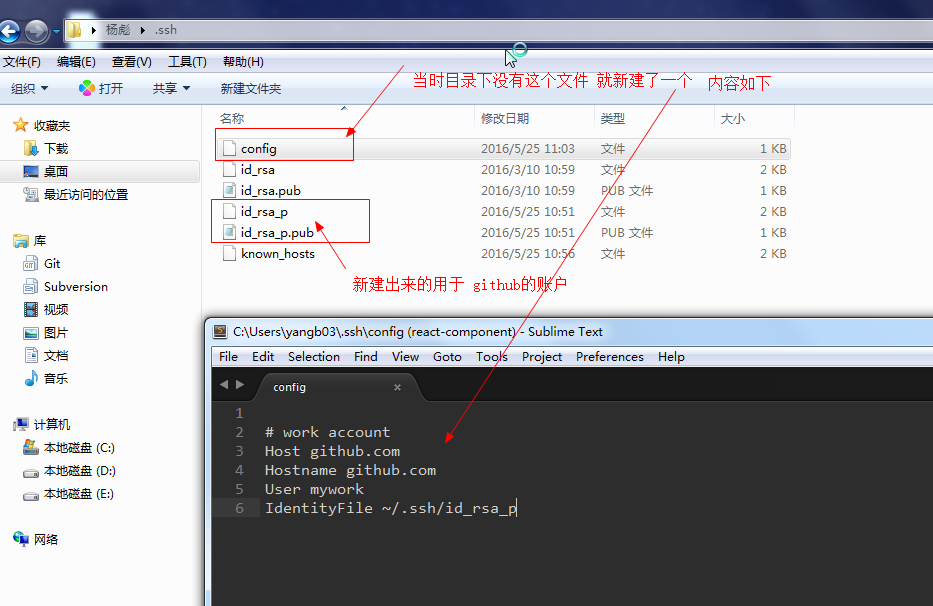 杨彪 .ssh
文件(F) 编辑(E) 查看(V) 工具(T) 帮助(H)
组织 打开 共享 新建文件夹
当时目录下没有这个文件 就新建了一个 内容如下
名称 修改日期 类型 大小
config 2016/5/25 11:03 文件 1 KB
id_rsa 2016/3/10 10:59 文件 2 KB
id_rsa.pub 2016/3/10 10:59 PUB 文件 1 KB
id_rsa_p 2016/5/25 10:51 文件 2 KB
id_rsa_p.pub 2016/5/25 10:51 PUB 文件 1 KB
known_hosts 2016/5/25 10:56 文件 2 KB
新建出来的用于 github的账户
收藏夹
下载
桌面
最近访问的位置
库
Git
Subversion
视频
图片
文档
音乐
计算机
本地磁盘 (C:)
本地磁盘 (D:)
本地磁盘 (E:)
网络
C:\Users\yangb03\.ssh\config (react-component) - Sublime Text
File Edit Selection Find View Goto Tools Project Preferences Help
config ×
1
2 # work account
3 Host github.com
4 Hostname github.com
5 User mywork
6 IdentityFile ~/.ssh/id_rsa_p